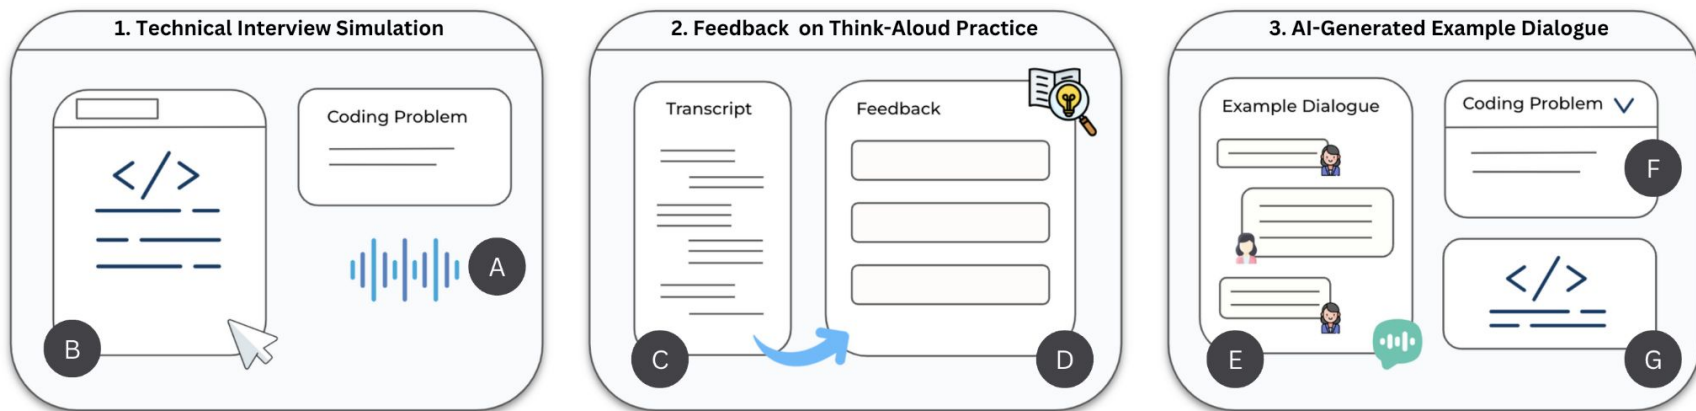 1. Technical Interview Simulation
Coding Problem
A
B
2. Feedback on Think-Aloud Practice
Transcript
Feedback
C
D
3. AI-Generated Example Dialogue
Example Dialogue
Coding Problem
F
E
G